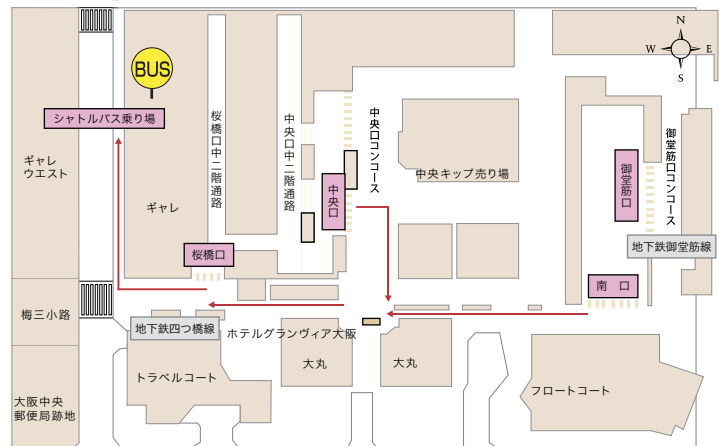 N
W
E
S
BUS
シャトルバス乗り場
ギャレ
ウエスト
ギャレ
桜橋口中二階通路
中央口中二階通路
中央口コンコース
中央口
中央キップ売り場
御堂筋口
御堂筋口コンコース
地下鉄御堂筋線
桜橋口
南 口
梅三小路
地下鉄四つ橋線
ホテルグランヴィア大阪
大丸
大丸
トラベルコート
フロートコート
大阪中央
郵便局跡地